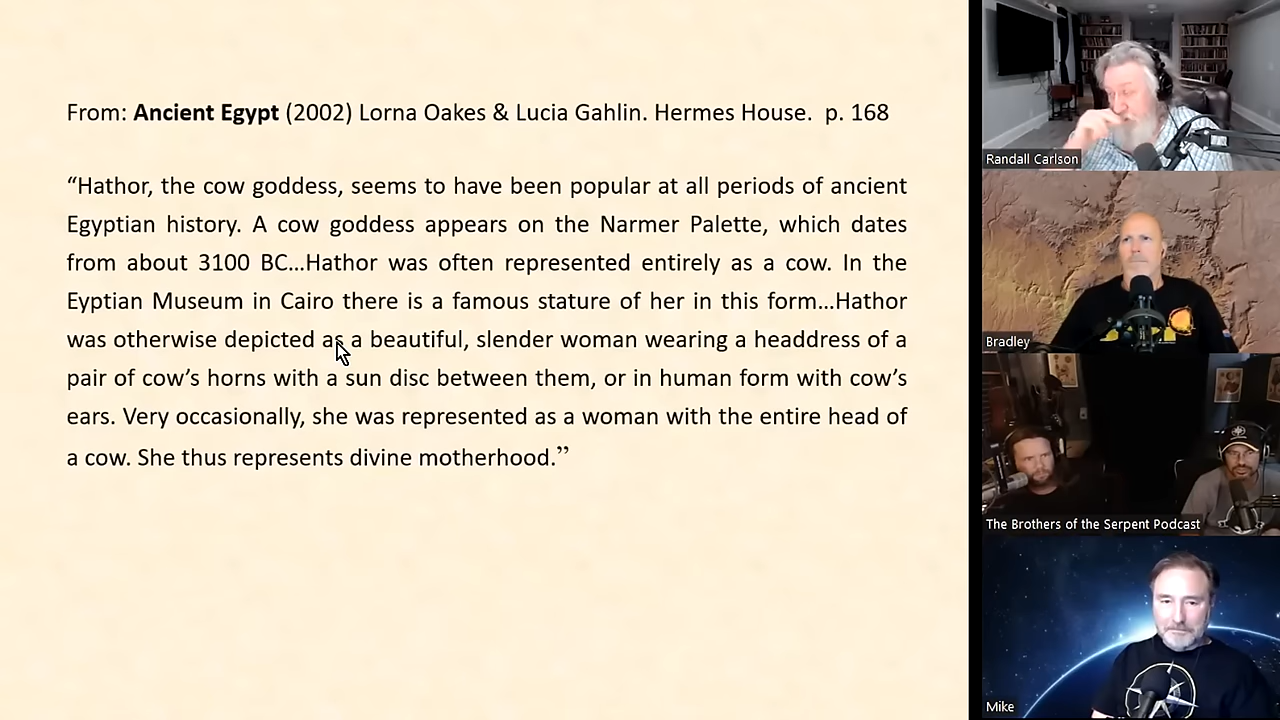 From: Ancient Egypt (2002) Lorna Oakes & Lucia Gahlin. Hermes House. p. 168
“Hathor, the cow goddess, seems to have been popular at all periods of ancient
Egyptian history. A cow goddess appears on the Narmer Palette, which dates
from about 3100 BC…Hathor was often represented entirely as a cow. In the
Eyptian Museum in Cairo there is a famous stature of her in this form…Hathor
was otherwise depicted as a beautiful, slender woman wearing a headdress of a
pair of cow’s horns with a sun disc between them, or in human form with cow’s
ears. Very occasionally, she was represented as a woman with the entire head of
a cow. She thus represents divine motherhood.”
Randall Carlson
Bradley
The Brothers of the Serpent Podcast
Mike